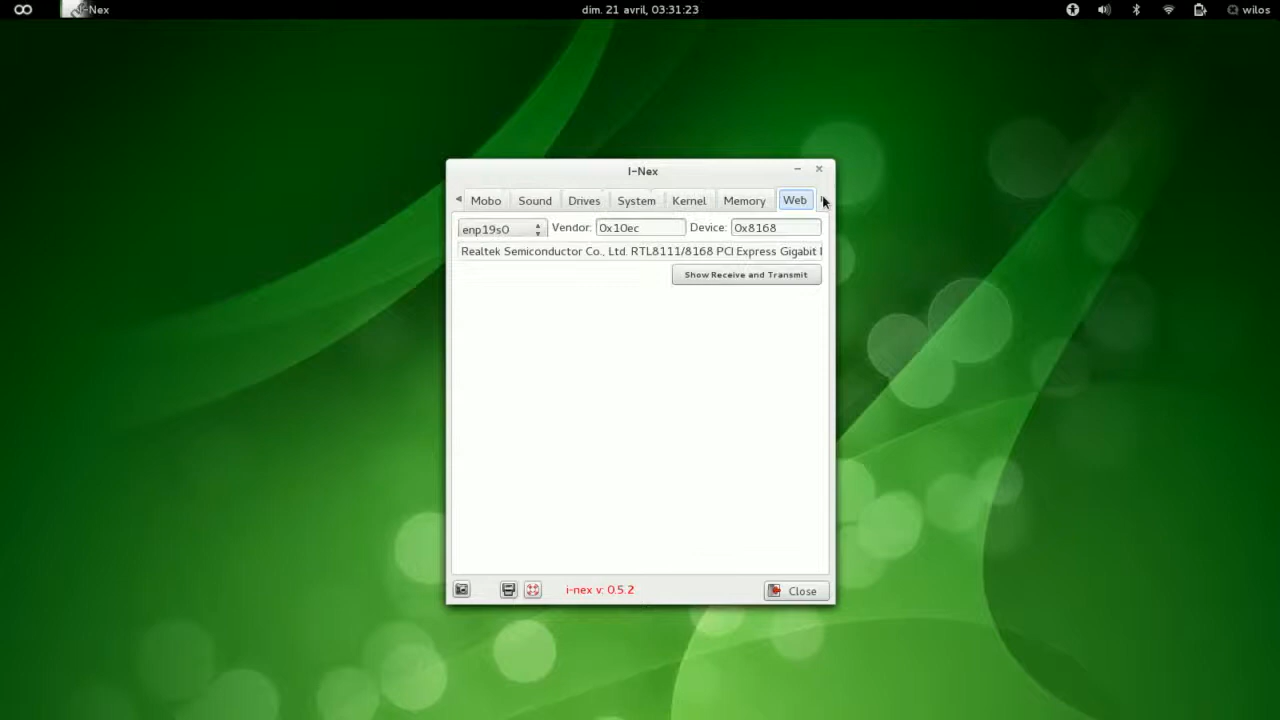 I-Nex dim. 21 avril, 03:31:23 wilos
I-Nex
Mobo Sound Drives System Kernel Memory Web
enp19s0 Vendor: 0x10ec Device: 0x8168
Realtek Semiconductor Co., Ltd. RTL8111/8168 PCI Express Gigabit
Show Receive and Transmit
i-nex v: 0.5.2 Close